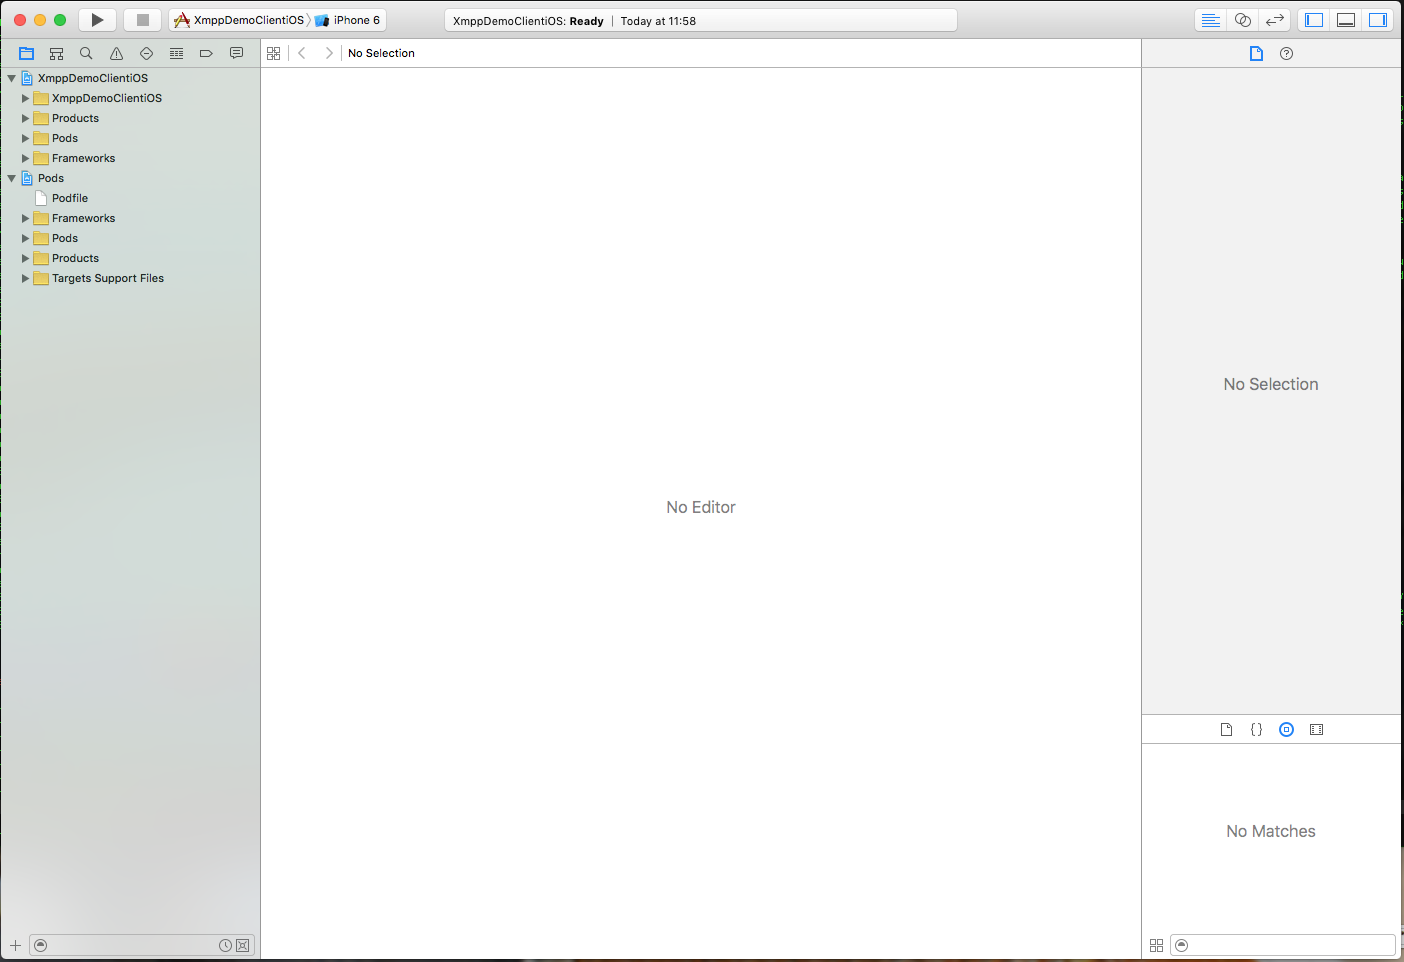 XmppDemoClientiOS iPhone 6
XmppDemoClientiOS: Ready | Today at 11:58
No Selection
XmppDemoClientiOS
XmppDemoClientiOS
Products
Pods
Frameworks
Pods
Podfile
Frameworks
Pods
Products
Targets Support Files
No Editor
No Selection
No Matches